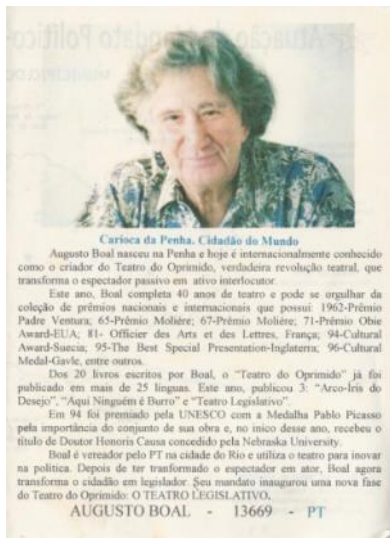 Carioca da Penha. Cidadão do Mundo
Augusto Boal nasceu na Penha e hoje é internacionalmente conhecido
como o criador do Teatro do Oprimido, verdadeira revolução teatral, que
transforma o espectador passivo em ativo interlocutor.
Este ano, Boal completa 40 anos de teatro e pode se orgulhar da
coleção de prêmios nacionais e internacionais que possui: 1962-Prêmio
Padre Ventura; 65-Prêmio Molière; 67-Prêmio Molière; 71-Prêmio Obie
Award-EUA; 81- Officier des Arts et des Lettres, França; 94-Cultural
Award-Suecia; 95-The Best Special Presentation-Inglaterra; 96-Cultural
Medal-Gavle, entre outros.
Dos 20 livros escritos por Boal, o "Teatro do Oprimido" já foi
publicado em mais de 25 línguas. Este ano, publicou 3: "Arco-Iris do
Desejo", "Aqui Ninguém é Burro" e "Teatro Legislativo".
Em 94 foi premiado pela UNESCO com a Medalha Pablo Picasso
pela importância do conjunto de sua obra e, no inico desse ano, recebeu o
titulo de Doutor Honoris Causa concedido pela Nebraska University.
Boal é vereador pelo PT na cidade do Rio e utiliza o teatro para inovar
na política. Depois de ter tranformado o espectador em ator, Boal agora
transforma o cidadão em legislador. Seu mandato inaugurou uma nova fase
do Teatro do Oprimido: O TEATRO LEGISLATIVO.
AUGUSTO BOAL - 13669 - PT